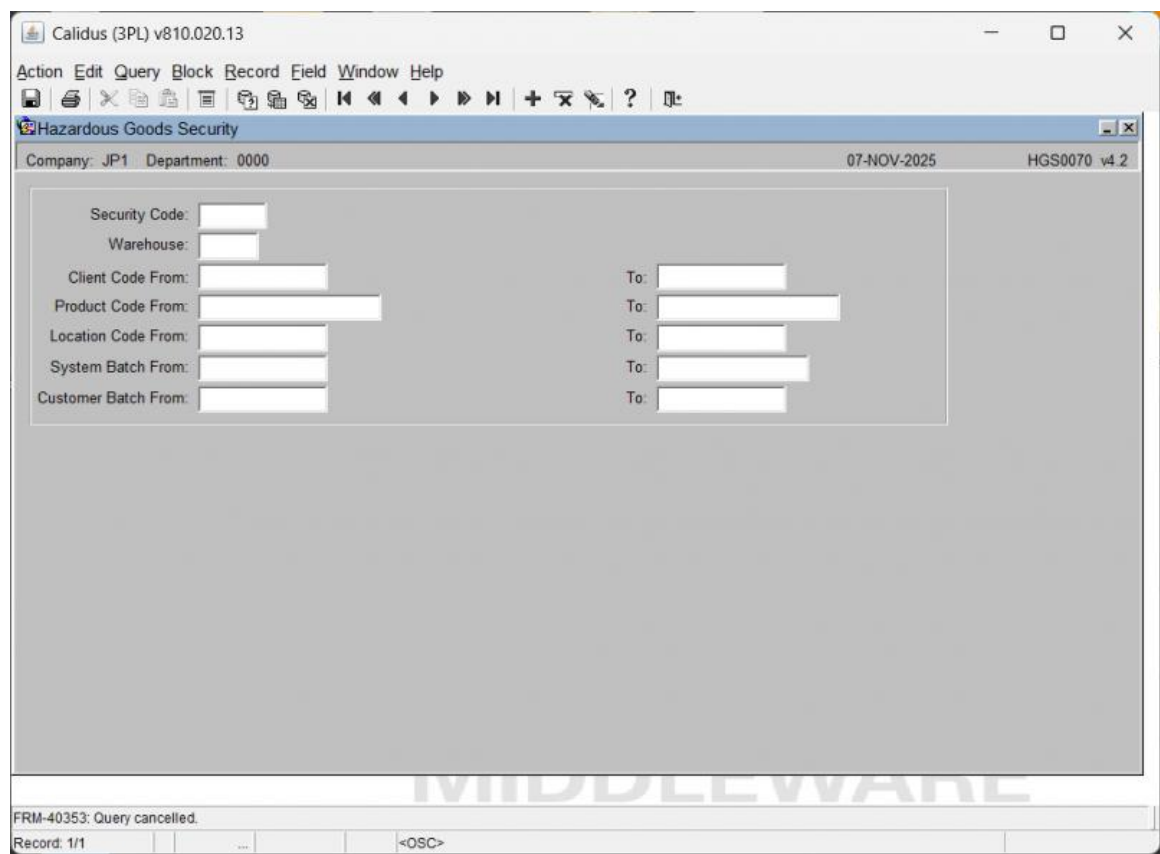 Calidus (3PL) v810.020.13
Action Edit Query Block Record Field Window Help
Hazardous Goods Security
Company: JP1 Department: 0000 07-NOV-2025 HGS0070 v4.2
Security Code:
Warehouse:
Client Code From: To:
Product Code From: To:
Location Code From: To:
System Batch From: To:
Customer Batch From: To:
MIDDLEWARE
FRM-40353: Query cancelled.
Record: 1/1 ... <OSC>